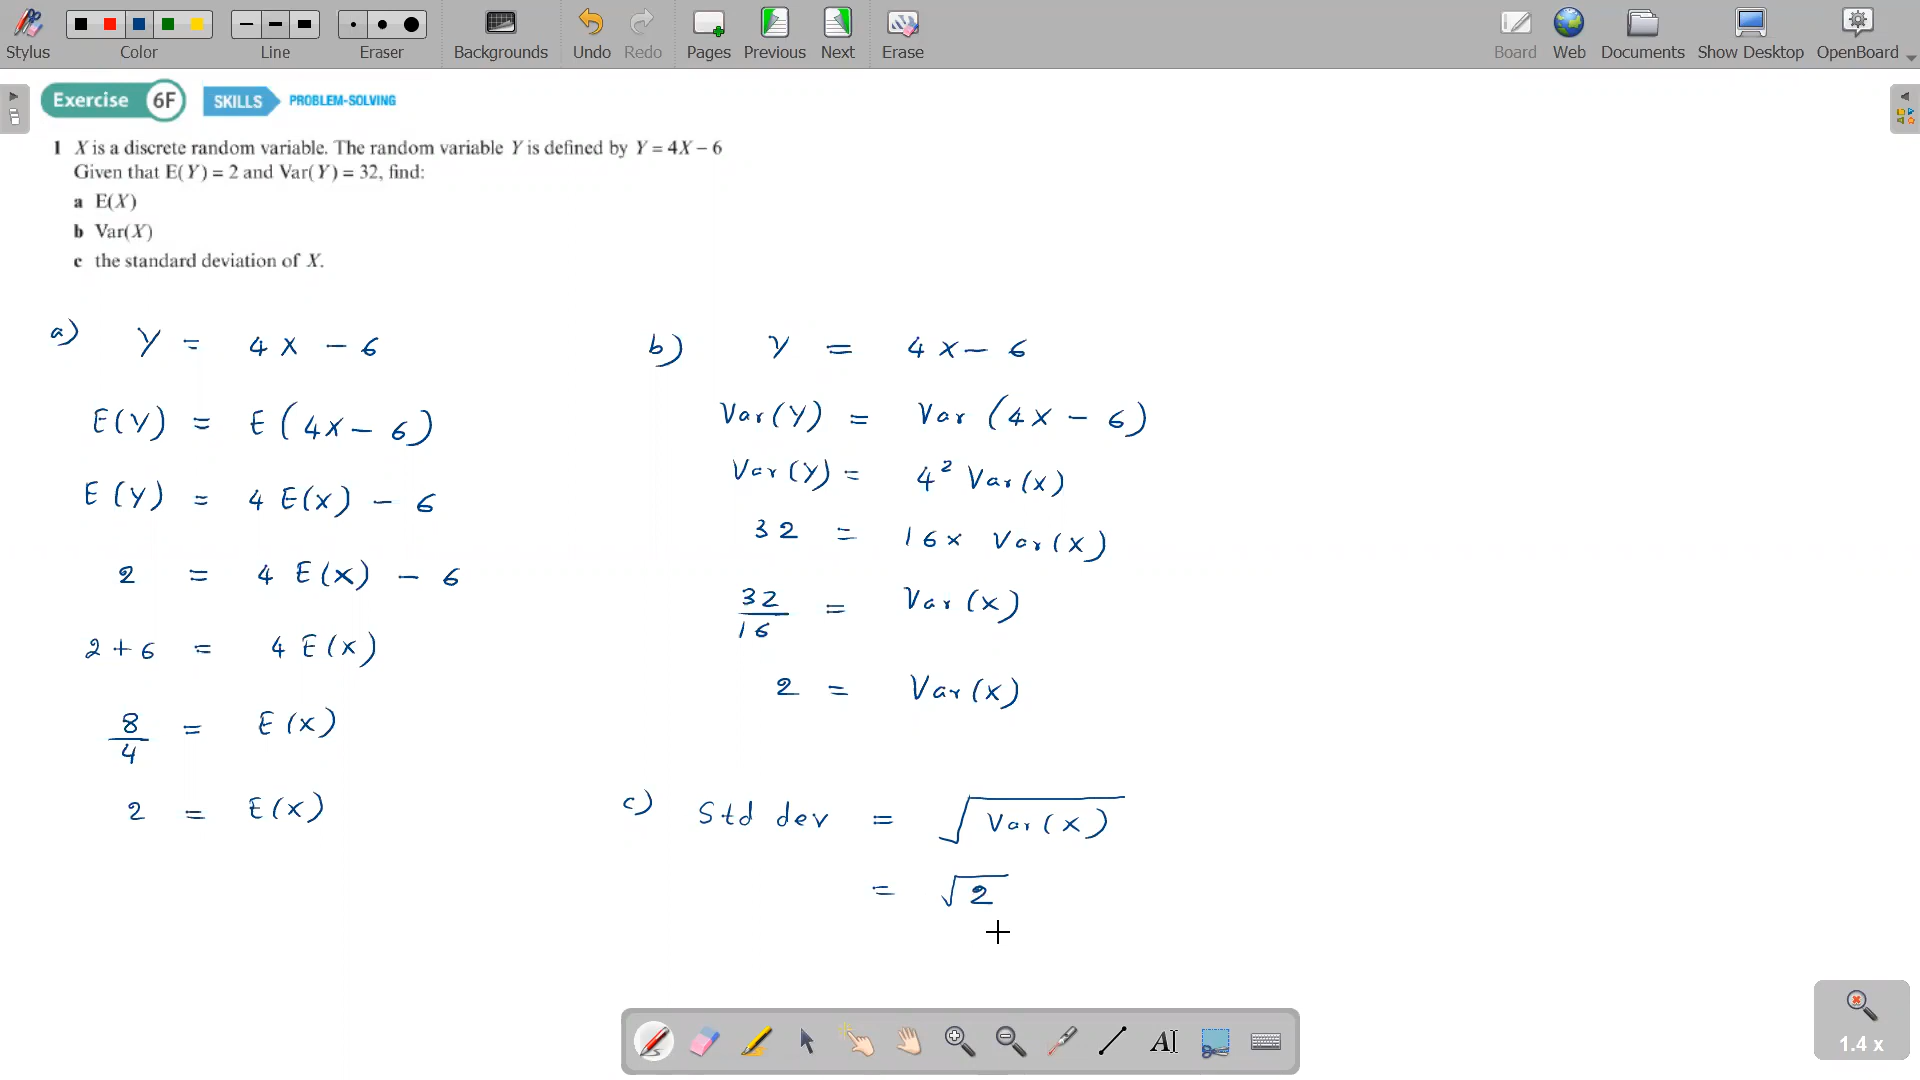 Stylus Color Line Eraser Backgrounds Undo Redo Pages Previous Next Erase Board Web Documents Show Desktop OpenBoard
Exercise 6F SKILLS PROBLEM-SOLVING
1 X is a discrete random variable. The random variable Y is defined by Y = 4X – 6
Given that E(Y) = 2 and Var(Y) = 32, find:
a E(X)
b Var(X)
c the standard deviation of X.
a) Y = 4X - 6
E(Y) = E(4X - 6)
E(Y) = 4 E(X) - 6
2 = 4 E(X) - 6
2 + 6 = 4 E(X)
8/4 = E(X)
2 = E(X)
b) Y = 4X - 6
Var(Y) = Var(4X - 6)
Var(Y) = 4² Var(X)
32 = 16 × Var(X)
32/16 = Var(X)
2 = Var(X)
c) Std dev = √Var(X)
= √2
AI
1.4 x